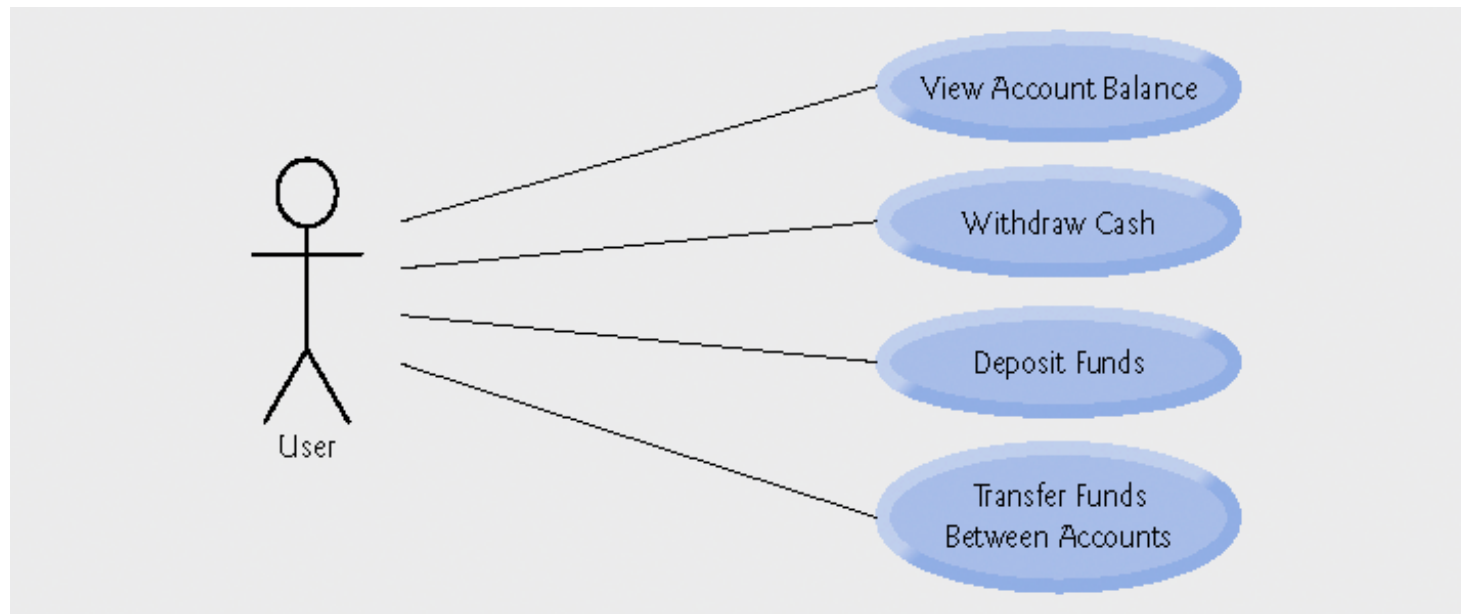 View Account Balance
Withdraw Cash
Deposit Funds
User
Transfer Funds
Between Accounts